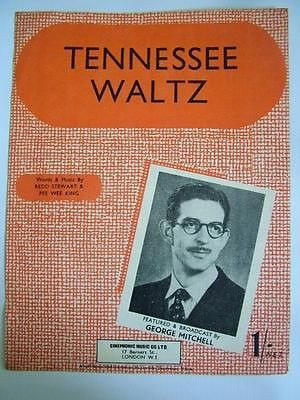 TENNESSEE
WALTZ
Words & Music By
REDD STEWART &
PEE WEE KING
FEATURED & BROADCAST By
GEORGE MITCHELL
CINEPHONIC MUSIC CO. LTD.
17 Berners St.,
LONDON W.1
1/-
NET